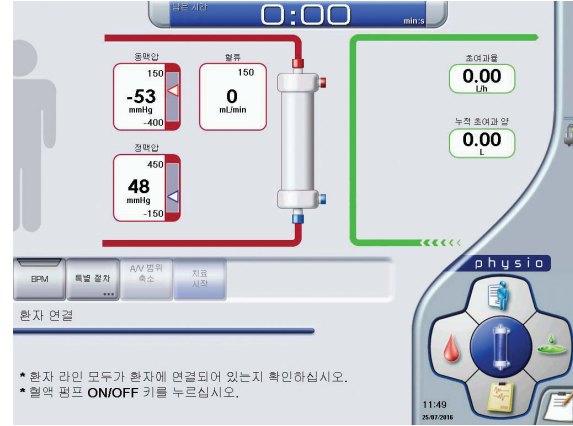 남은 시간
0:00
min:s
동맥압
150
-53
mmHg
-400
혈류
150
0
mL/min
정맥압
450
48
mmHg
-150
초여과율
0.00
L/h
누적 초여과 양
0.00
L
BPM
특별 절차
...
A/V 범위
축소
치료
시작
환자 연결
* 환자 라인 모두가 환자에 연결되어 있는지 확인하십시오.
* 혈액 펌프 ON/OFF 키를 누르십시오.
physio
11:49
25/07/2016